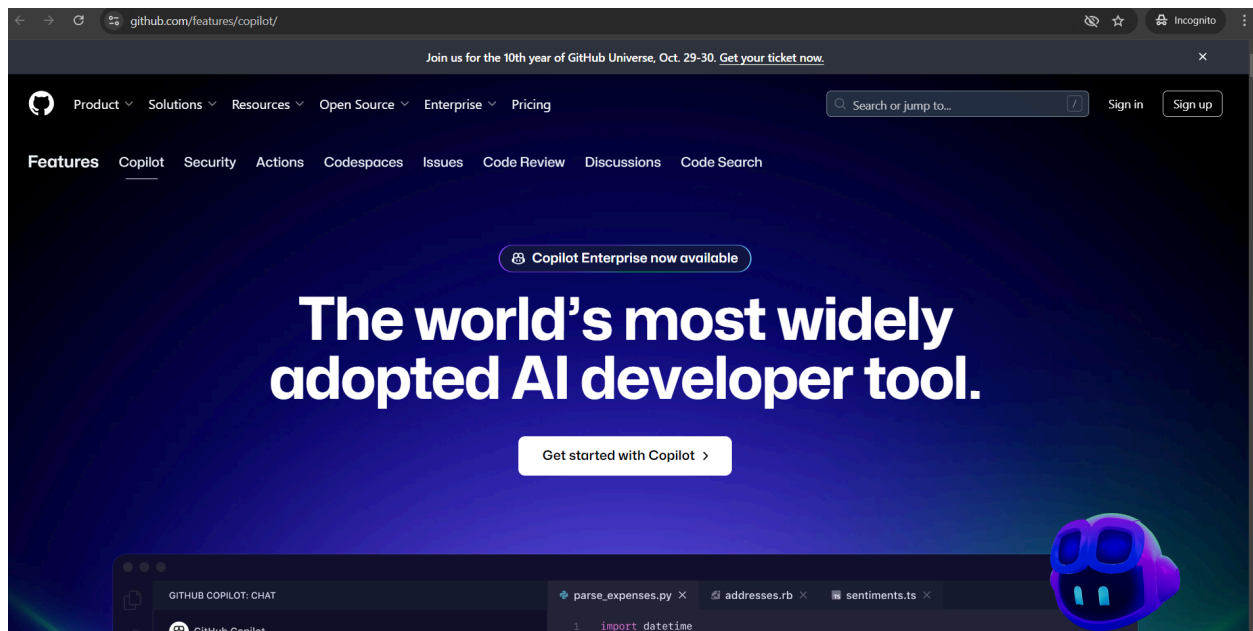 github.com/features/copilot/
Incognito
Join us for the 10th year of GitHub Universe, Oct. 29-30. Get your ticket now.
Product Solutions Resources Open Source Enterprise Pricing Search or jump to... / Sign in Sign up
Features Copilot Security Actions Codespaces Issues Code Review Discussions Code Search
Copilot Enterprise now available
The world's most widely
adopted AI developer tool.
Get started with Copilot
GITHUB COPILOT: CHAT parse_expenses.py addresses.rb TS sentiments.ts
GitHub Copilot 1 import datetime